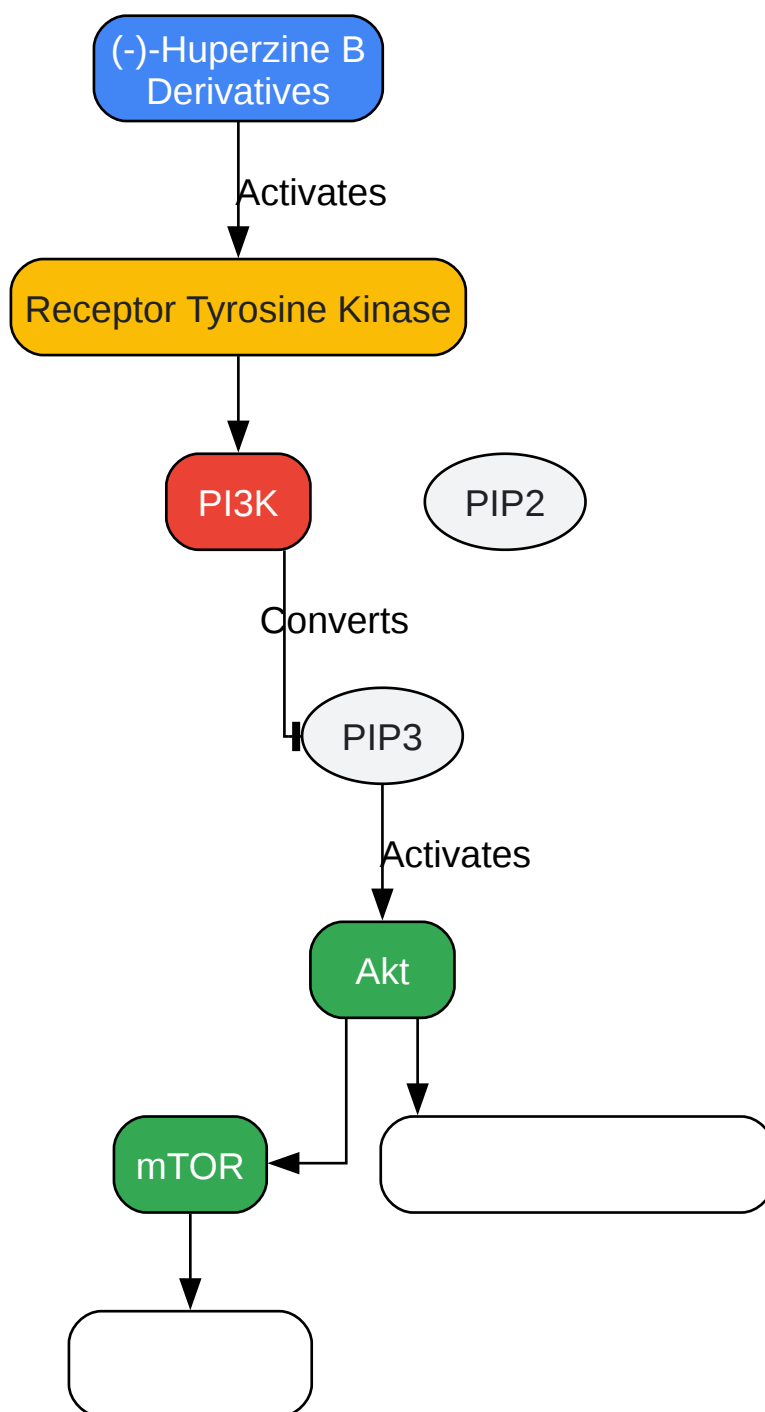 (-)-Huperzine B
Derivatives
Activates
Receptor Tyrosine Kinase
PI3K
PIP2
Converts
PIP3
Activates
Akt
mTOR